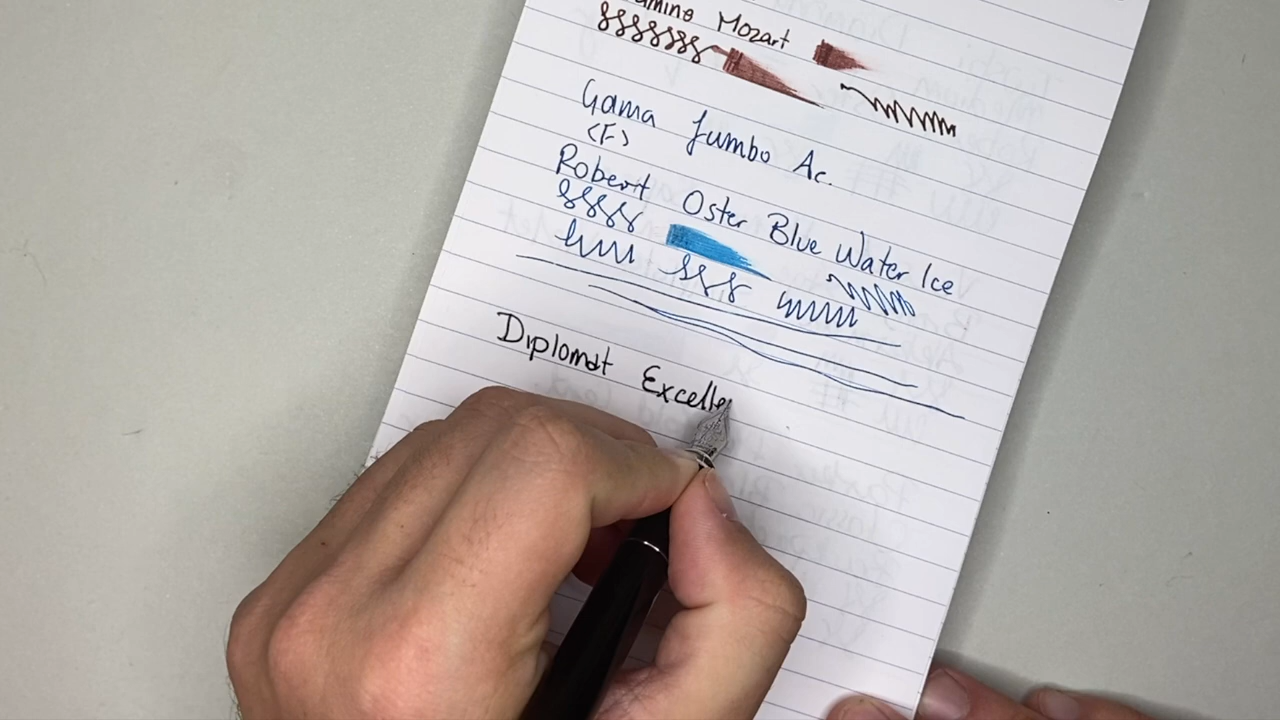 Mozart
Gama Jumbo Ac.
(F)
Robert Oster Blue Water Ice
Diplomat Excelle